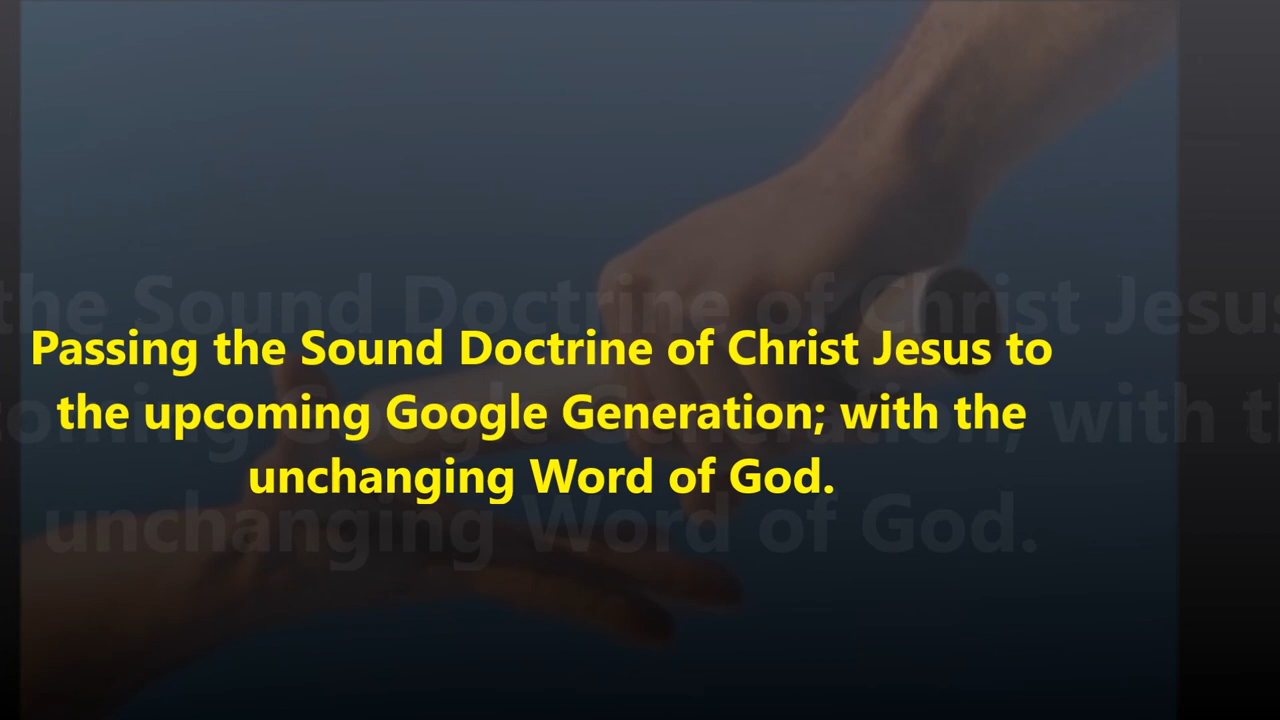 Passing the Sound Doctrine of Christ Jesus to
the upcoming Google Generation; with the
unchanging Word of God.